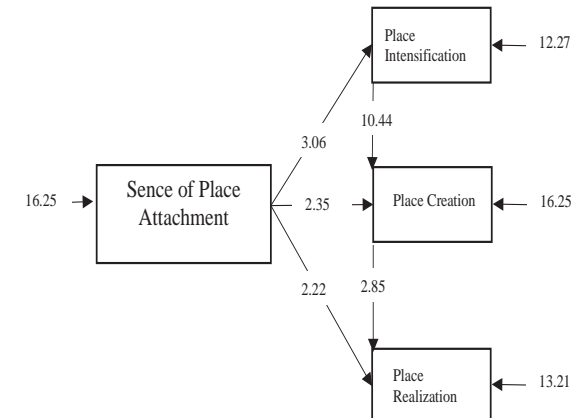 Place
Intensification
12.27
10.44
3.06
16.25
Sence of Place
Attachment
2.35
Place Creation
16.25
2.22
2.85
Place
Realization
13.21